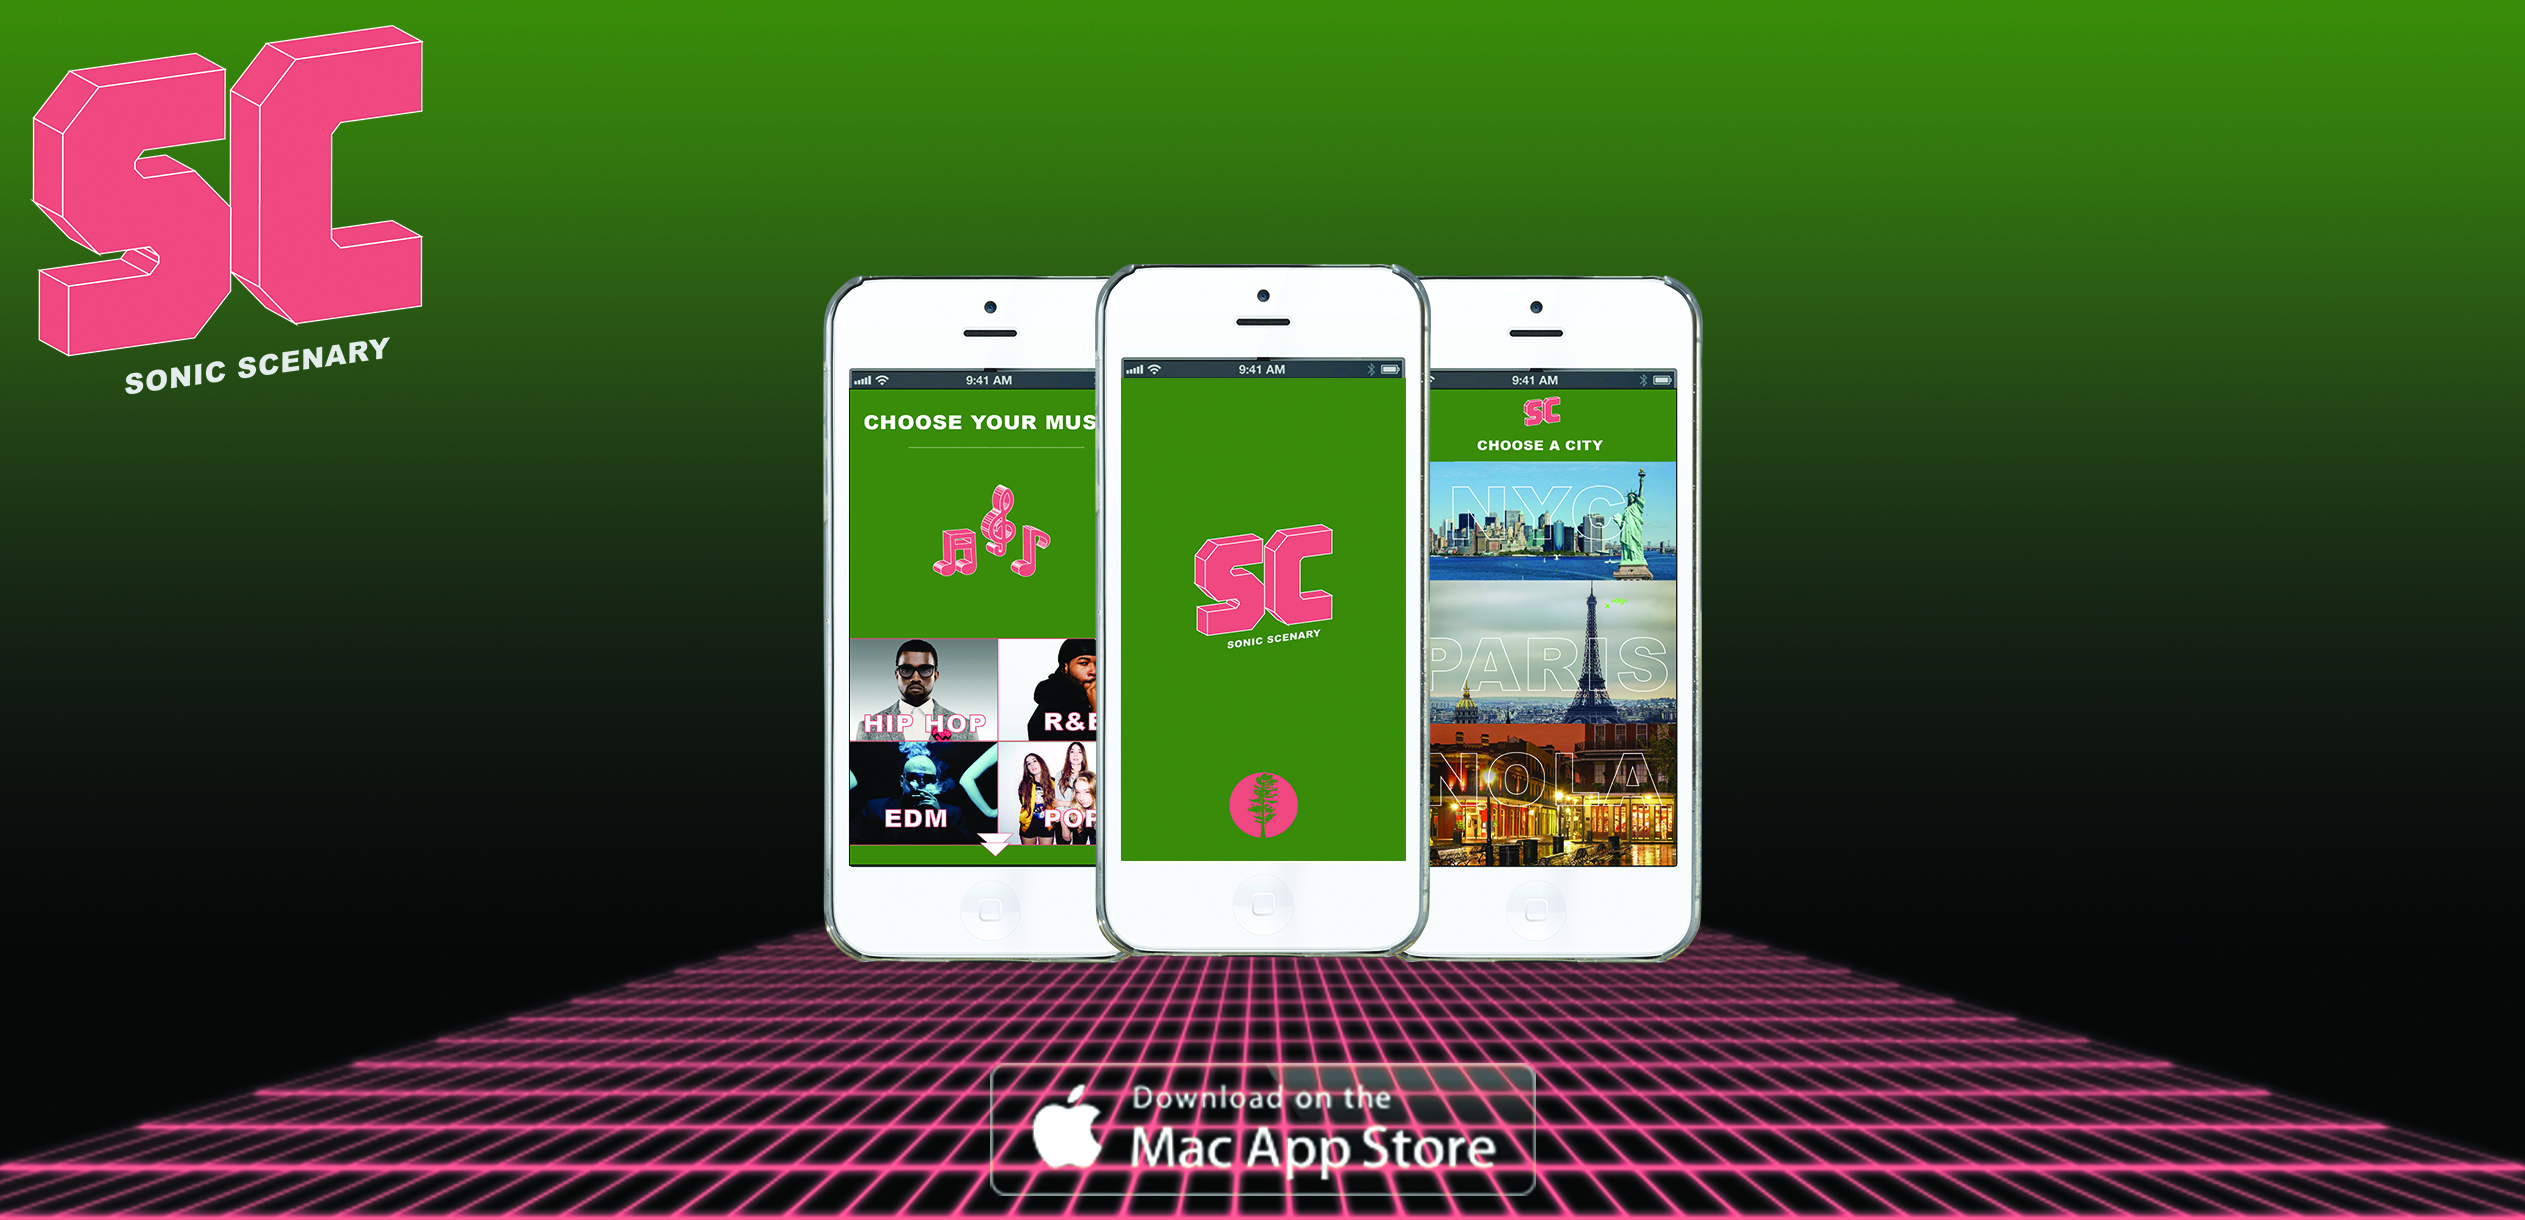 SC
SONIC SCENARY
9:41 AM
CHOOSE YOUR MUS
HIP HOP
R&B
EDM
POP
9:41 AM
SC
SONIC SCENARY
9:41 AM
SC
CHOOSE A CITY
NYC
PARIS
NOLA
Download on the
Mac App Store